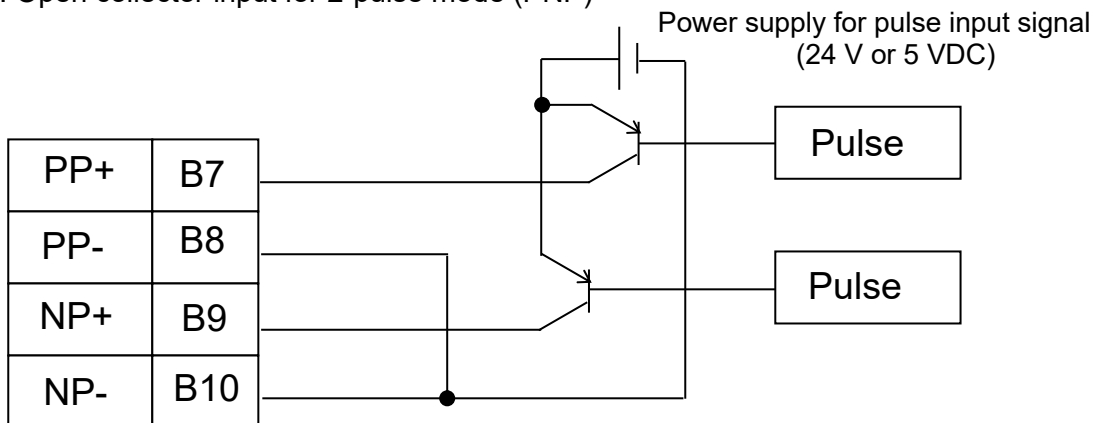 Open collector input for 2-pulse mode (PNP)
Power supply for pulse input signal
(24 V or 5 VDC)
PP+ B7
Pulse
PP- B8
NP+ B9
Pulse
NP- B10